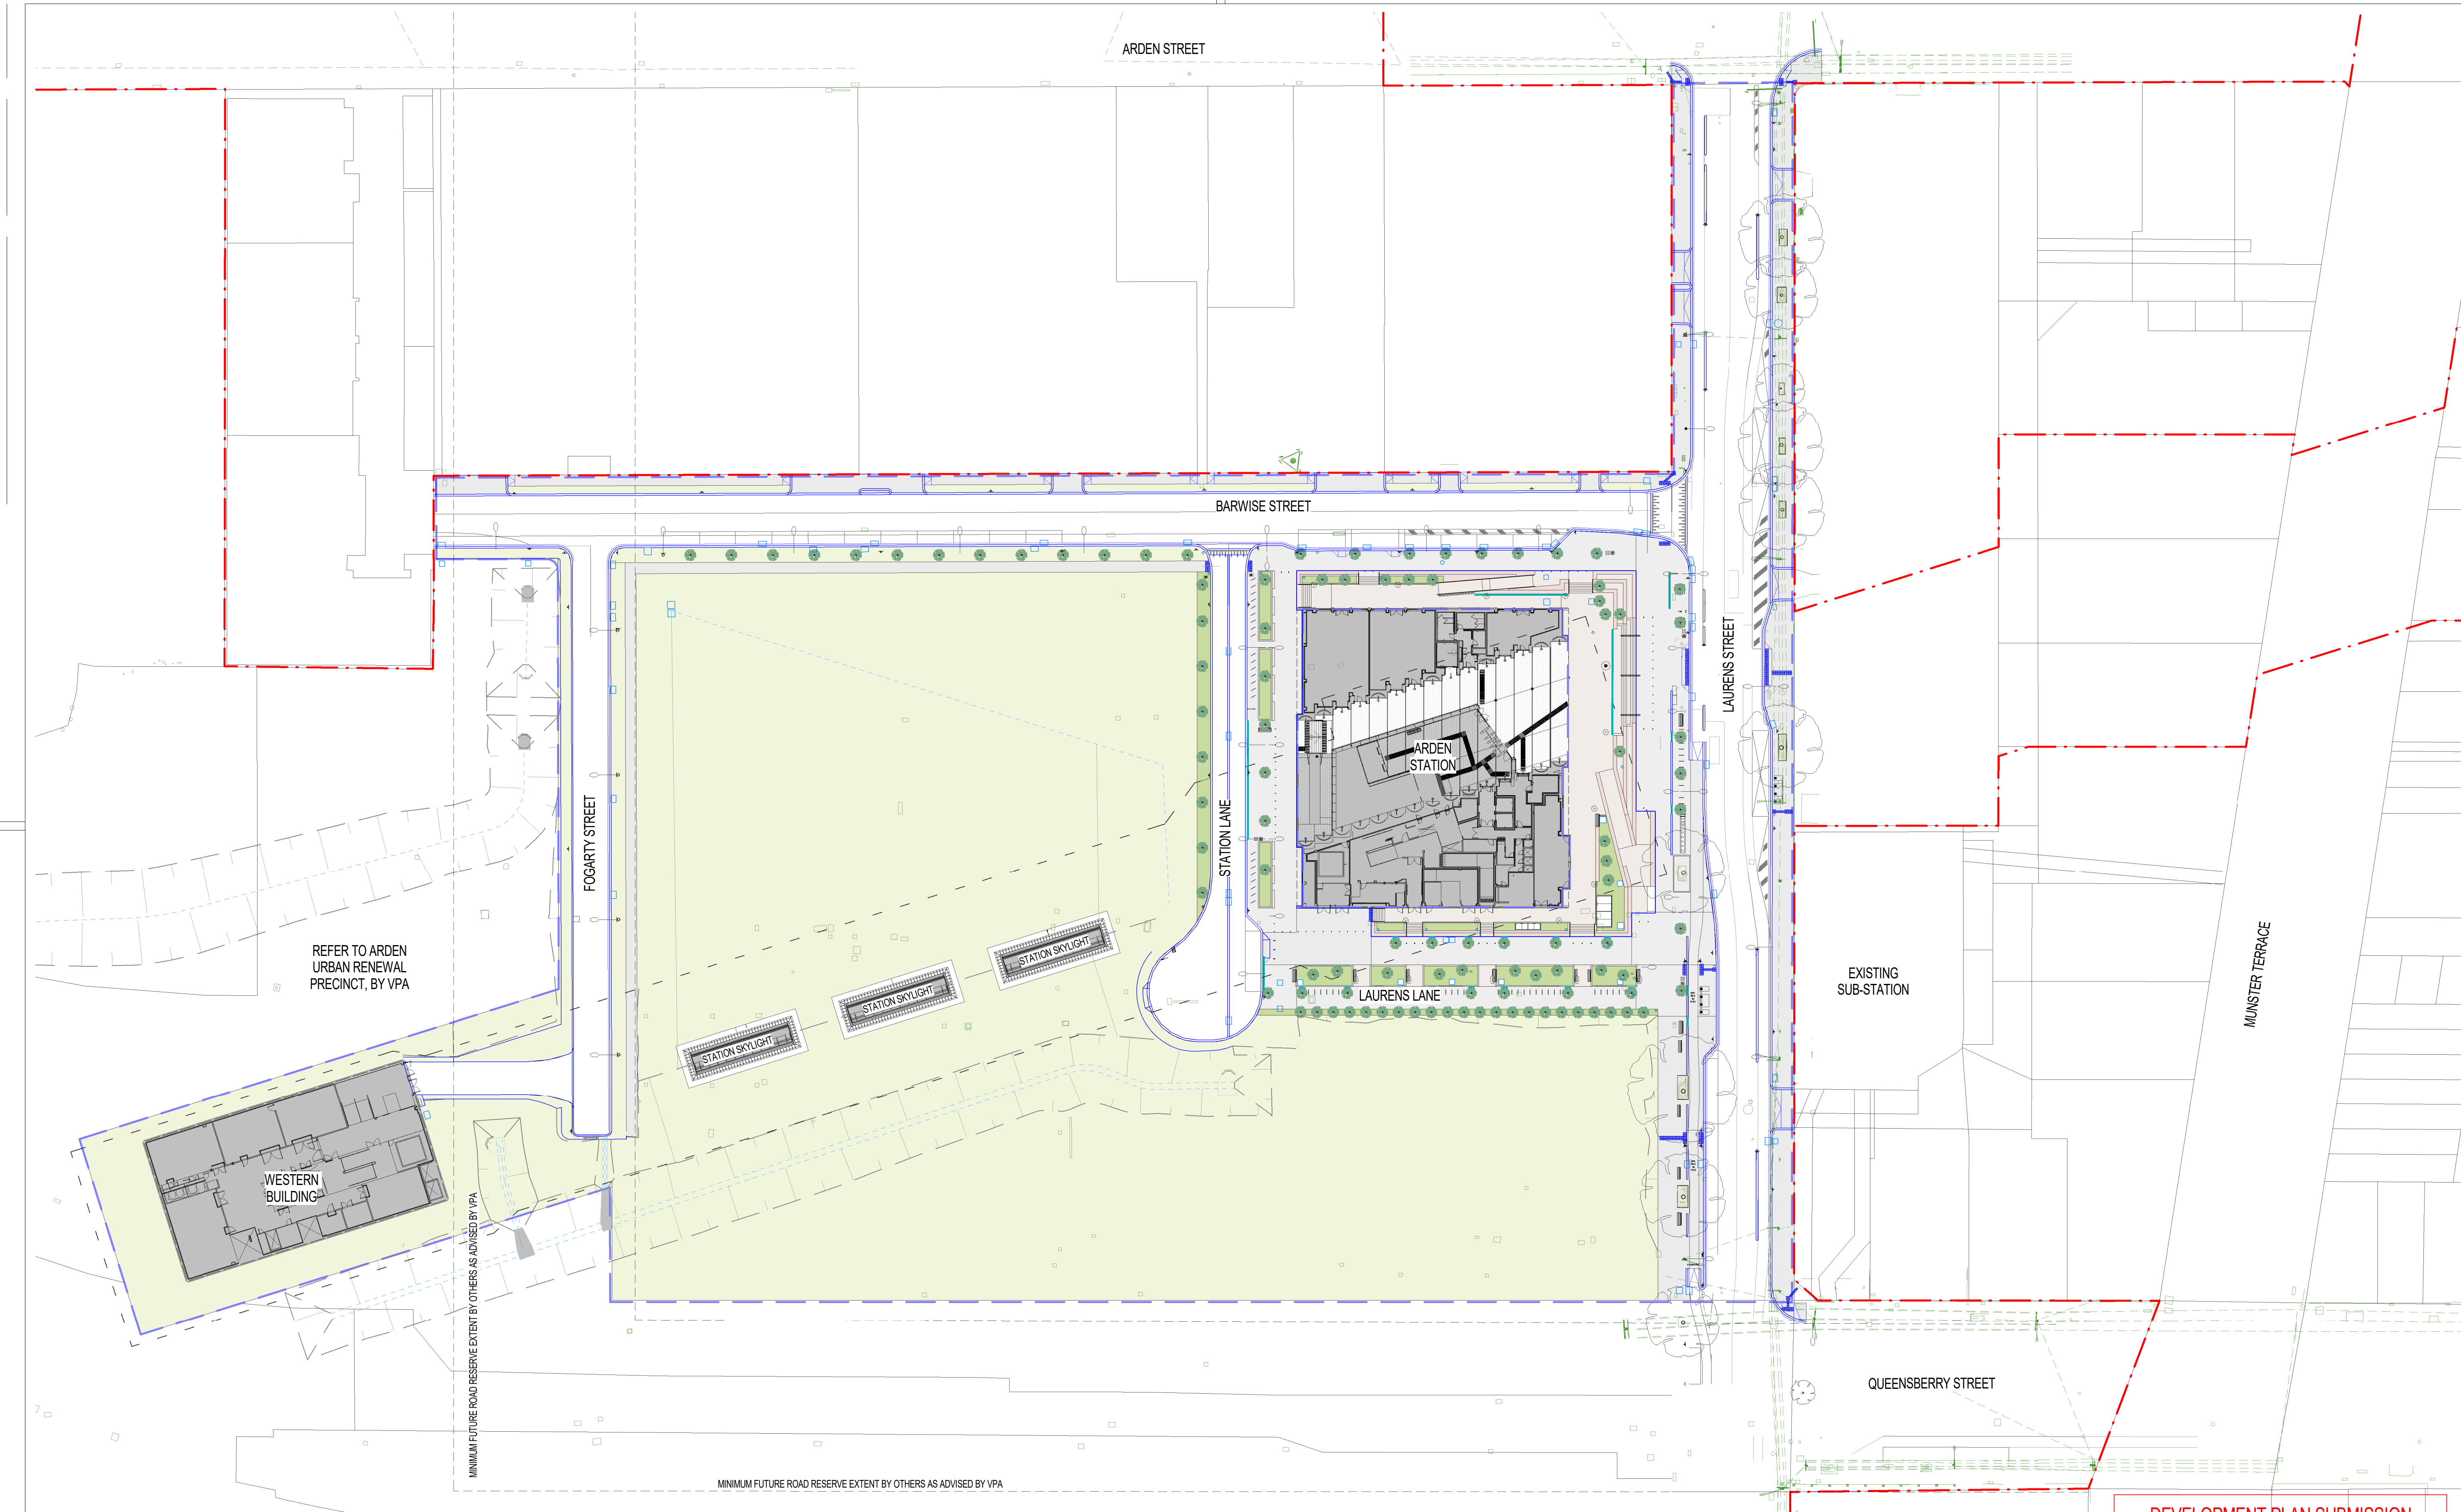 ARDEN STREET
BARWISE STREET
LAURENS STREET
ARDEN
STATION
FOGARTY STREET
STATION LANE
REFER TO ARDEN
URBAN RENEWAL
PRECINCT, BY VPA
STATION SKYLIGHT
STATION SKYLIGHT
STATION SKYLIGHT
LAURENS LANE
EXISTING
SUB-STATION
MUNSTER TERRACE
WESTERN
BUILDING
MINIMUM FUTURE ROAD RESERVE EXTENT BY OTHERS AS ADVISED BY VPA
QUEENSBERRY STREET
MINIMUM FUTURE ROAD RESERVE EXTENT BY OTHERS AS ADVISED BY VPA
DEVELOPMENT PLAN SUBMISSION